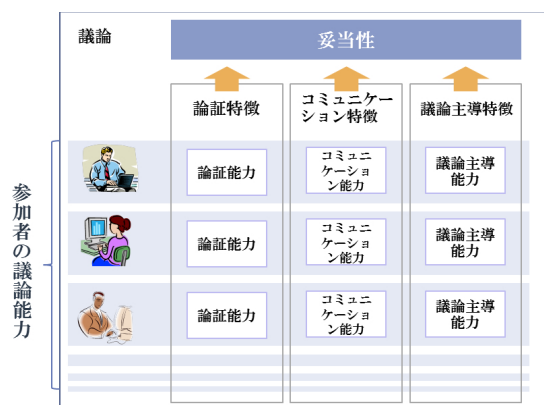 議論
妥当性
論証特徴
コミュニケー
ション特徴
議論主導特徴
参加者の議論能力
論証能力
コミュニ
ケーショ
ン能力
議論主導
能力
論証能力
コミュニ
ケーショ
ン能力
議論主導
能力
論証能力
コミュニ
ケーショ
ン能力
議論主導
能力